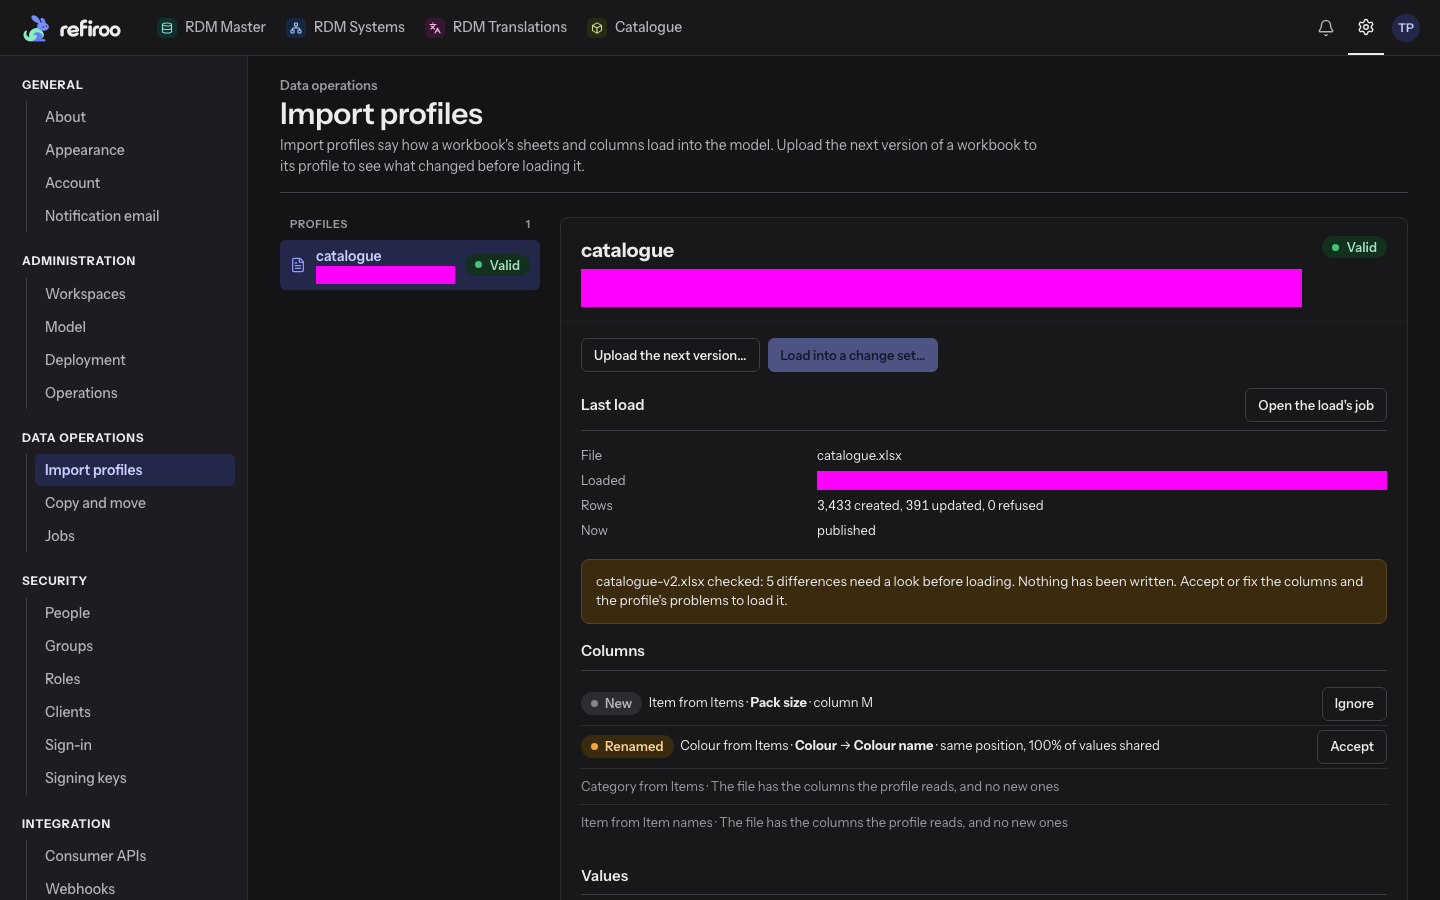 refiroo
RDM Master
RDM Systems
RDM Translations
Catalogue
TP
GENERAL
About
Appearance
Account
Notification email
ADMINISTRATION
Workspaces
Model
Deployment
Operations
DATA OPERATIONS
Import profiles
Copy and move
Jobs
SECURITY
People
Groups
Roles
Clients
Sign-in
Signing keys
INTEGRATION
Consumer APIs
Webhooks
Data operations
Import profiles
Import profiles say how a workbook's sheets and columns load into the model. Upload the next version of a workbook to
its profile to see what changed before loading it.
PROFILES 1
catalogue
Valid
catalogue
Valid
Upload the next version...
Load into a change set...
Last load
Open the load's job
File catalogue.xlsx
Loaded
Rows 3,433 created, 391 updated, 0 refused
Now published
catalogue-v2.xlsx checked: 5 differences need a look before loading. Nothing has been written. Accept or fix the columns and
the profile's problems to load it.
Columns
New Item from Items · Pack size · column M Ignore
Renamed Colour from Items · Colour → Colour name · same position, 100% of values shared Accept
Category from Items · The file has the columns the profile reads, and no new ones
Item from Item names · The file has the columns the profile reads, and no new ones
Values